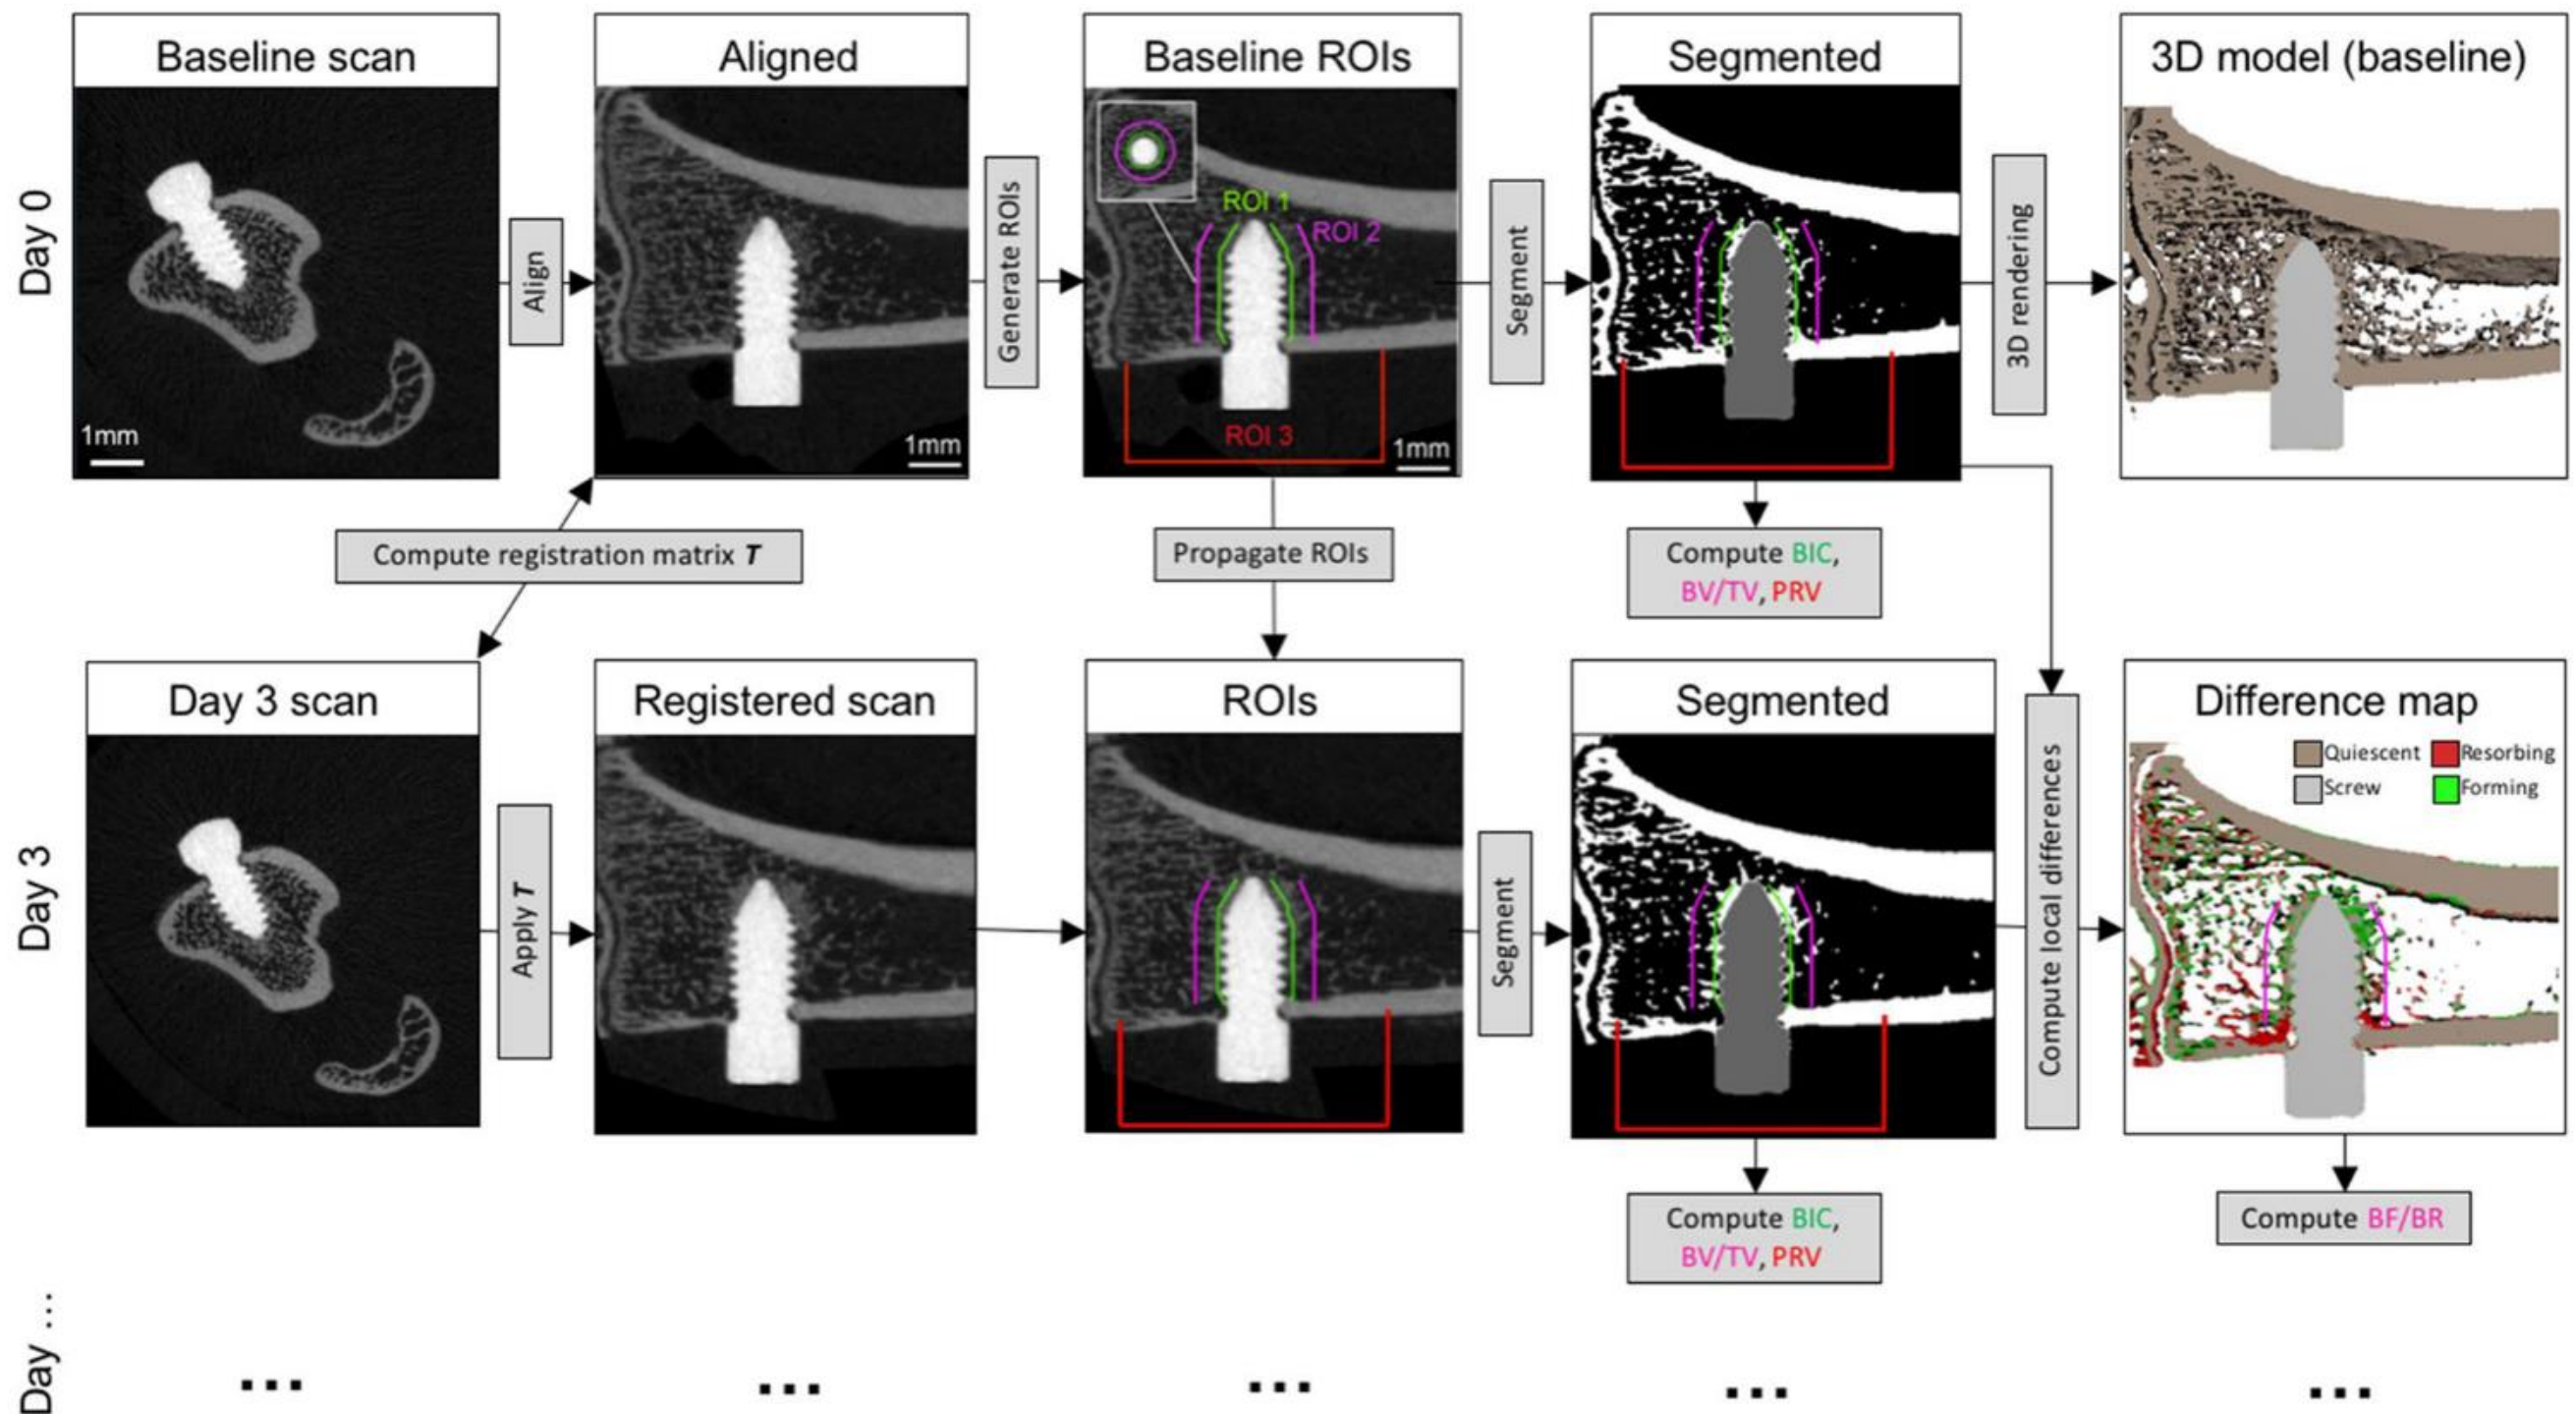 Baseline scan
Aligned
Baseline ROIs
Segmented
3D model (baseline)
Day 0
1mm
Align
1mm
Generate ROIs
ROI 1
ROI 2
ROI 3
1mm
Segment
3D rendering
Compute registration matrix T
Propagate ROIs
Compute BIC,
BV/TV, PRV
Day 3 scan
Registered scan
ROIs
Segmented
Difference map
Day 3
Apply T
Segment
Compute local differences
Quiescent
Resorbing
Screw
Forming
Compute BIC,
BV/TV, PRV
Compute BF/BR
Day ...
...
...
...
...
...